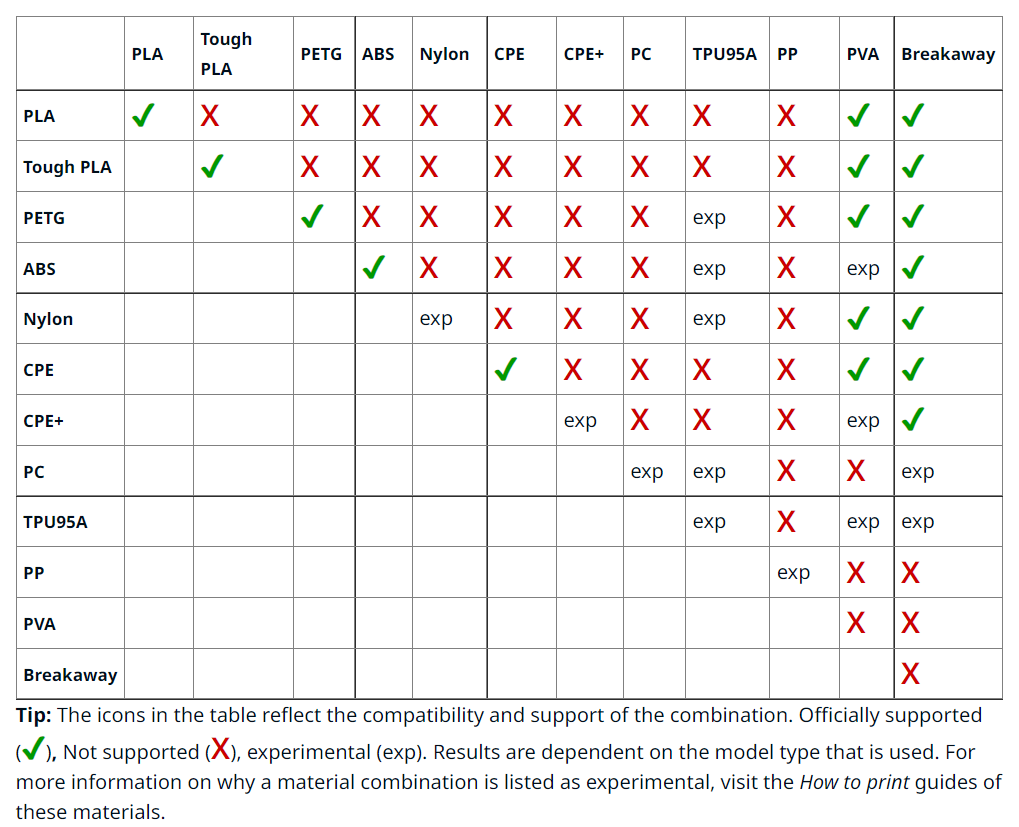 PLA Tough PLA PETG ABS Nylon CPE CPE+ PC TPU95A PP PVA Breakaway
PLA ✔ X X X X X X X X X ✔ ✔
Tough PLA ✔ X X X X X X X X ✔ ✔
PETG ✔ X X X X X exp X ✔ ✔
ABS ✔ X X X X exp X exp ✔
Nylon exp X X X exp X ✔ ✔
CPE ✔ X X X X ✔ ✔
CPE+ exp X X X exp ✔
PC exp exp X X exp
TPU95A exp X exp exp
PP exp X X
PVA X X
Breakaway X
Tip: The icons in the table reflect the compatibility and support of the combination. Officially supported
(✔), Not supported (X), experimental (exp). Results are dependent on the model type that is used. For
more information on why a material combination is listed as experimental, visit the How to print guides of
these materials.